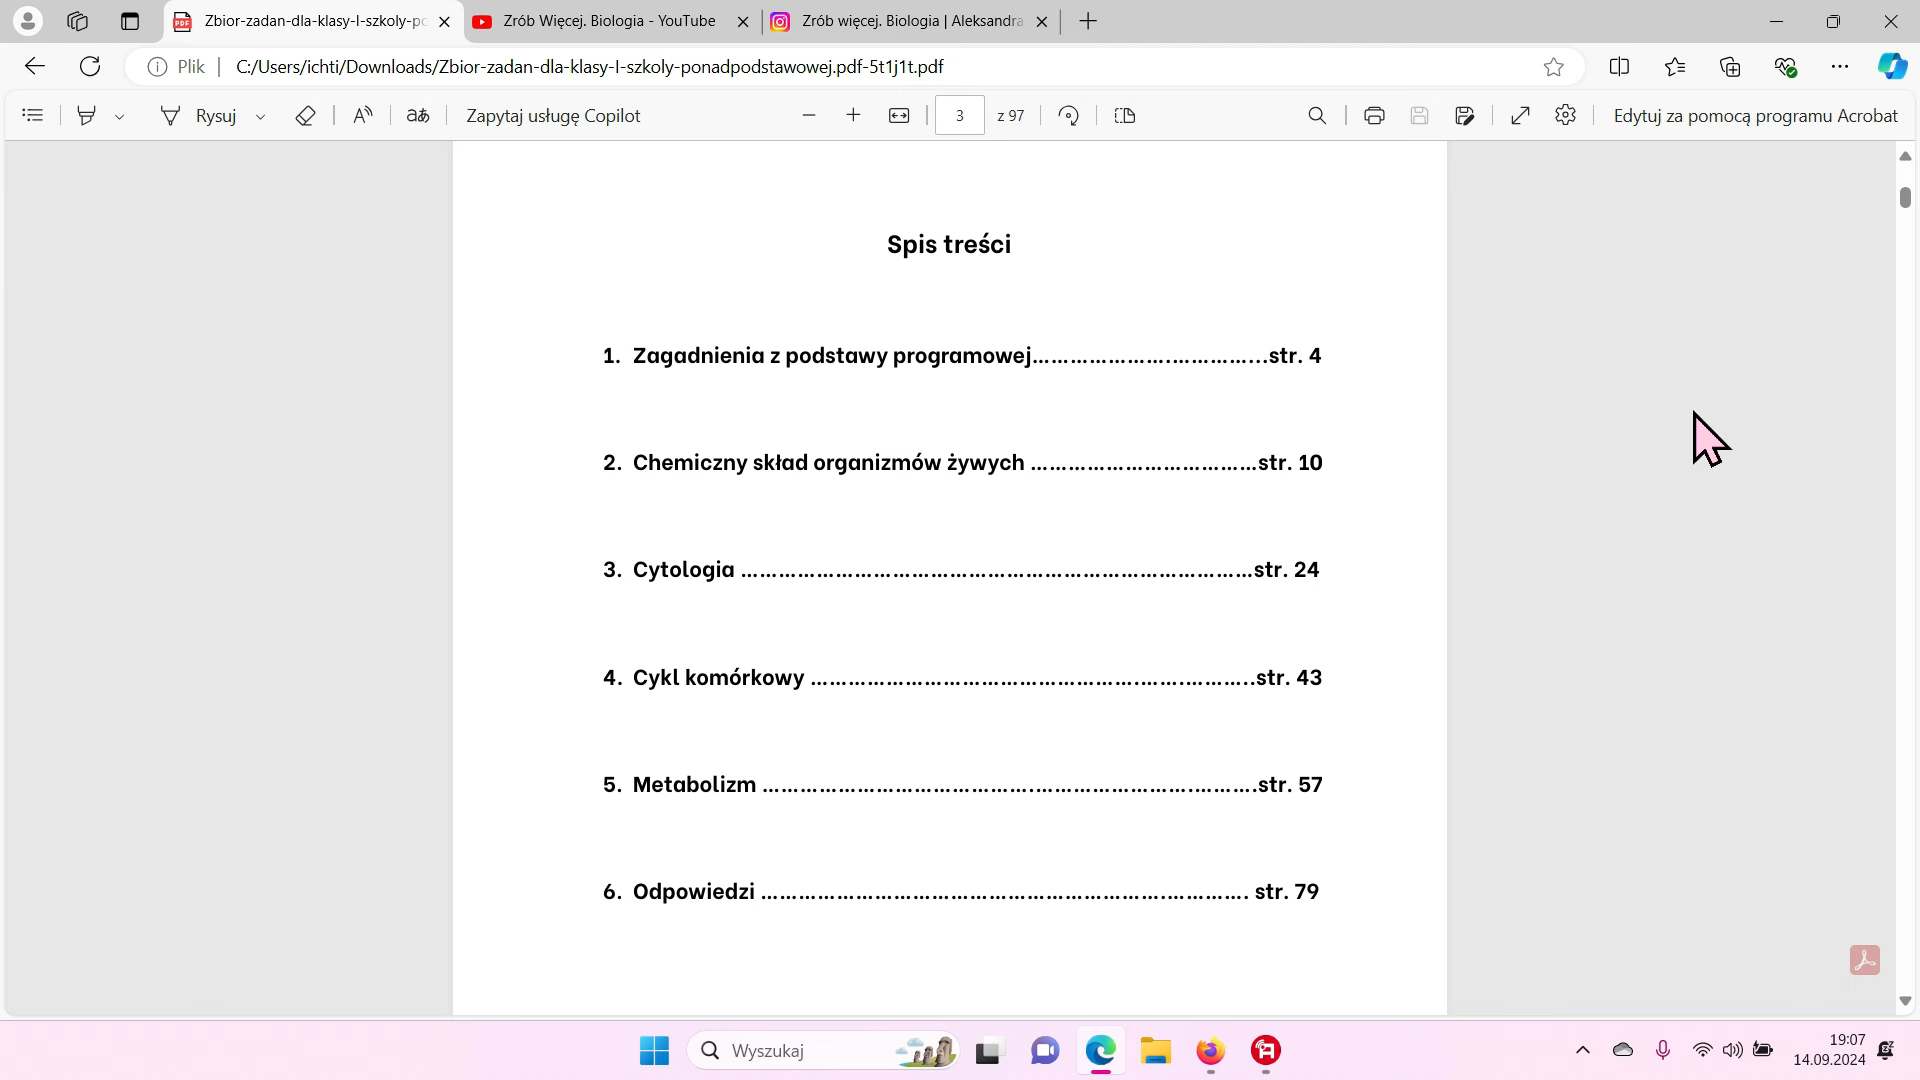 Zbior-zadan-dla-klasy-I-szkoly-po
Zrób Więcej. Biologia - YouTube
Zrób więcej. Biologia | Aleksandra
Plik
C:/Users/ichti/Downloads/Zbior-zadan-dla-klasy-I-szkoly-ponadpodstawowej.pdf-5t1j1t.pdf
Rysuj
aあ
Zapytaj usługę Copilot
3 z 97
Edytuj za pomocą programu Acrobat
Spis treści
1. Zagadnienia z podstawy programowej……………………………...str. 4
2. Chemiczny skład organizmów żywych ………………………………str. 10
3. Cytologia ………………………………………………………………………str. 24
4. Cykl komórkowy …………………………………………….…….………..str. 43
5. Metabolizm …………………………………….…………………….……….str. 57
6. Odpowiedzi ……………………………………………………….…………. str. 79
Wyszukaj
19:07
14.09.2024